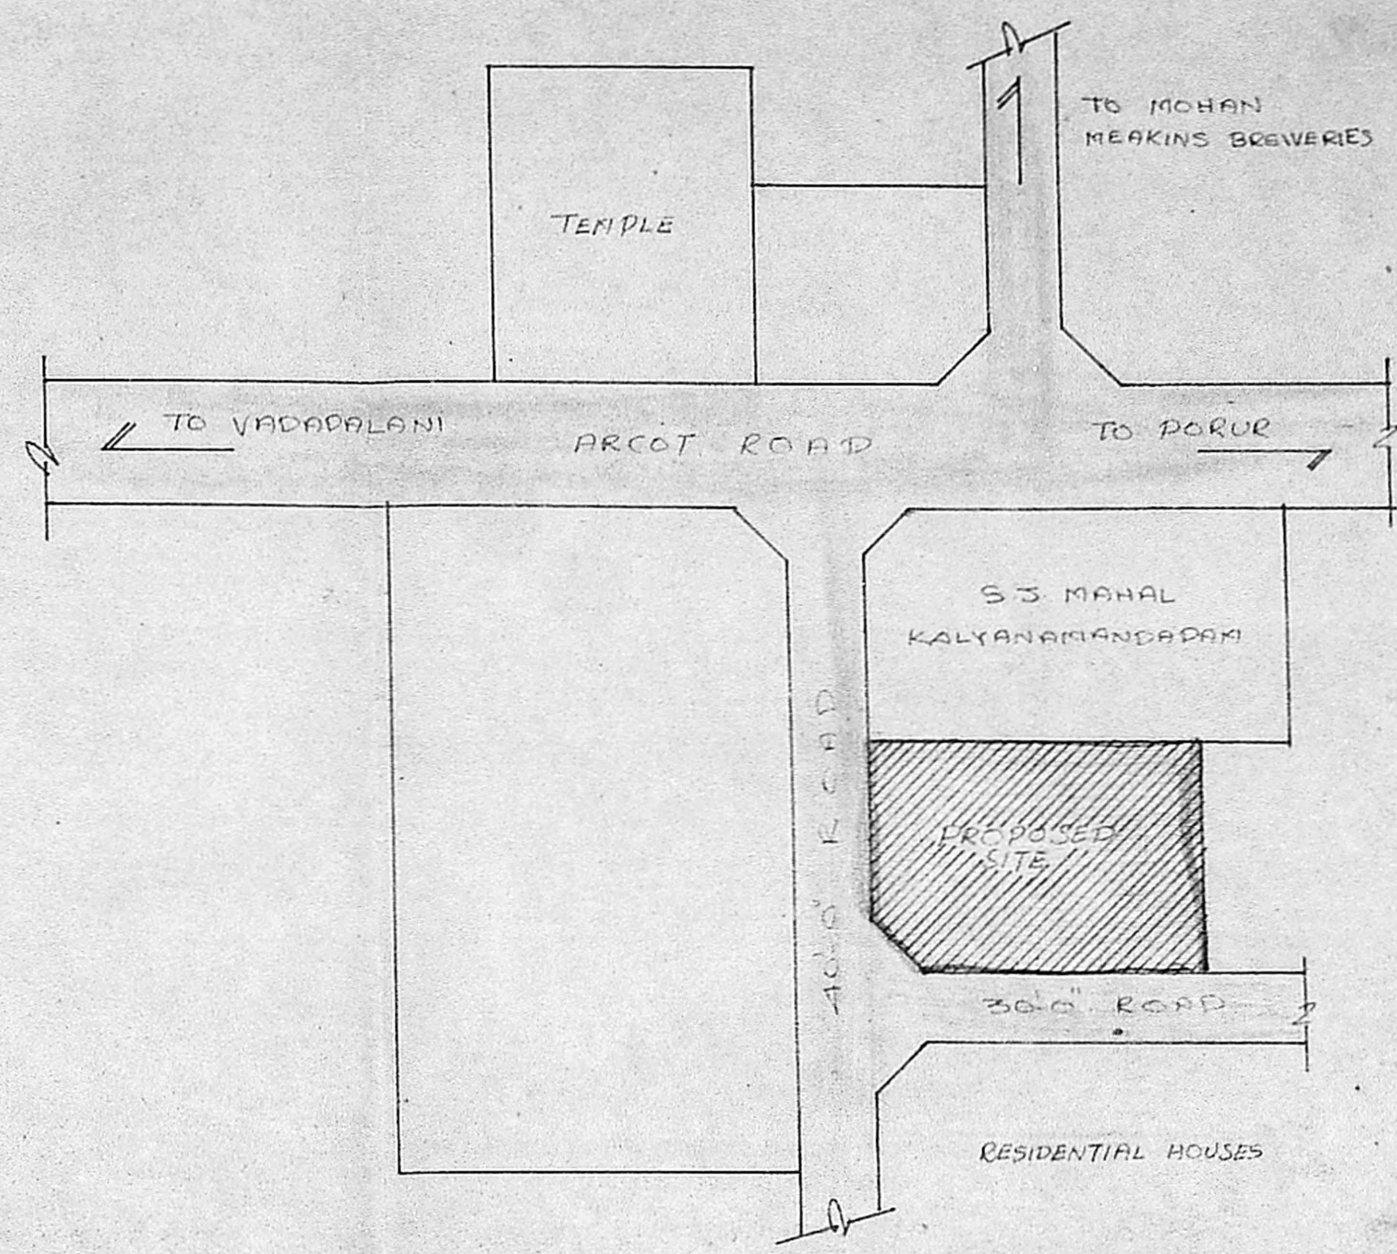 TO MOHAN
MEAKINS BREWERIES
TEMPLE
TO VADAPALANI
ARCOT ROAD
TO PORUR
S J MAHAL
KALYANAMANDAPAM
40'-0" ROAD
PROPOSED
SITE
30'0" ROAD
RESIDENTIAL HOUSES